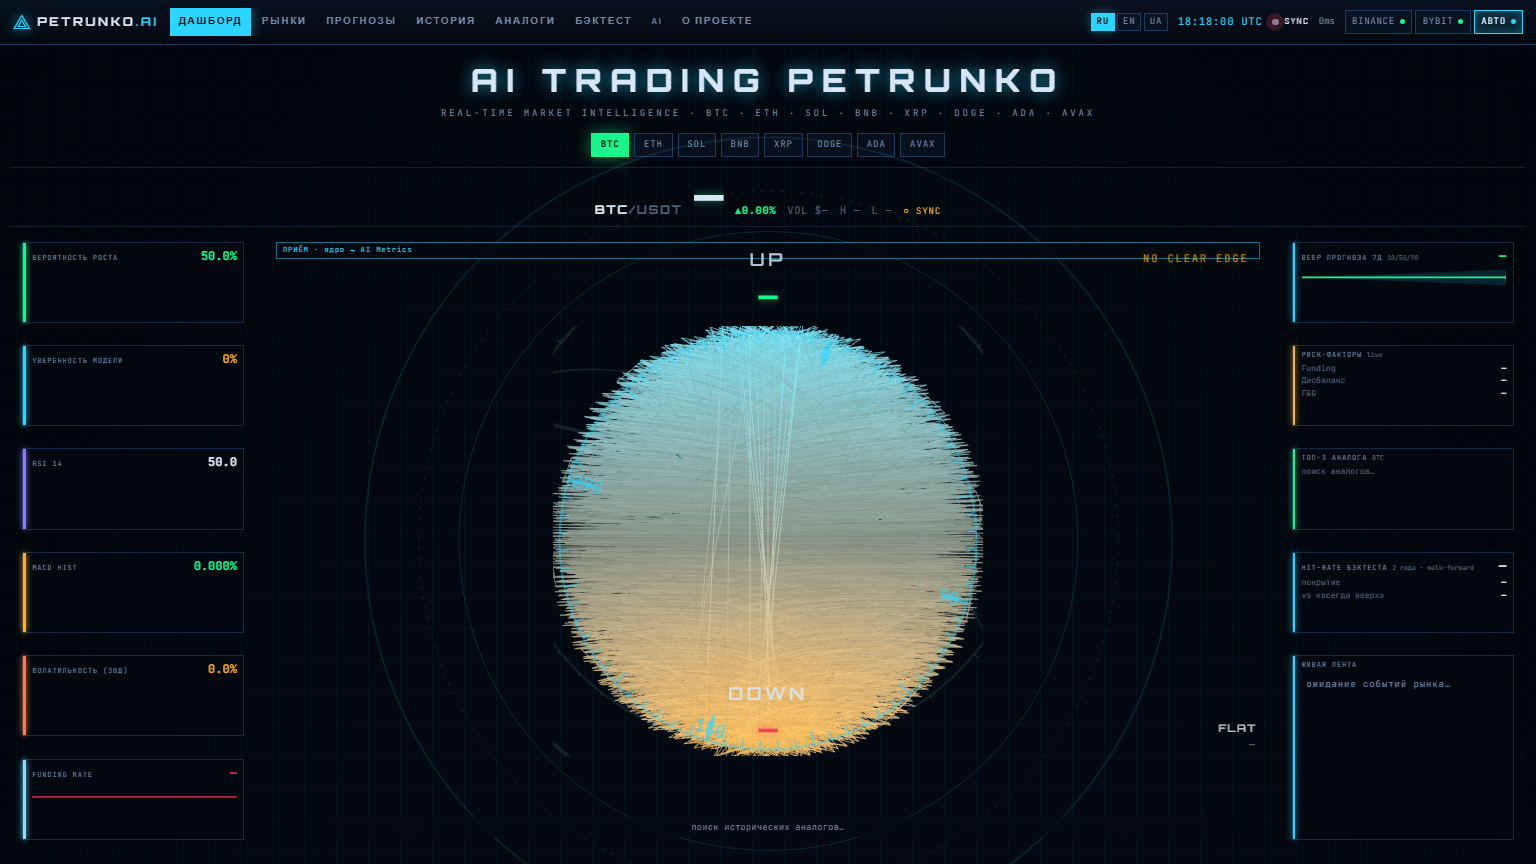 PETRUNKO.AI ДАШБОРД РЫНКИ ПРОГНОЗЫ ИСТОРИЯ АНАЛОГИ БЭКТЕСТ AI О ПРОЕКТЕ RU EN UA 18:18:00 UTC SYNC 0ms BINANCE BYBIT АВТО
AI TRADING PETRUNKO
REAL-TIME MARKET INTELLIGENCE · BTC · ETH · SOL · BNB · XRP · DOGE · ADA · AVAX
BTC ETH SOL BNB XRP DOGE ADA AVAX
BTC/USDT — ▲0.00% VOL $— H — L — SYNC
ВЕРОЯТНОСТЬ РОСТА 50.0%
УВЕРЕННОСТЬ МОДЕЛИ 0%
RSI 14 50.0
MACD HIST 0.000%
ВОЛАТИЛЬНОСТЬ (30Д) 0.0%
FUNDING RATE —
ПРИЁМ · ядро → AI Metrics
UP
—
NO CLEAR EDGE
DOWN
—
FLAT
—
поиск исторических аналогов…
ВЕЕР ПРОГНОЗА 7Д 10/50/90 —
РИСК-ФАКТОРЫ live
Funding —
Дисбаланс —
F&G —
ТОП-3 АНАЛОГА BTC
поиск аналогов…
HIT-RATE БЭКТЕСТА 2 года · walk-forward —
покрытие —
vs «всегда вверх» —
ЖИВАЯ ЛЕНТА
ожидание событий рынка…